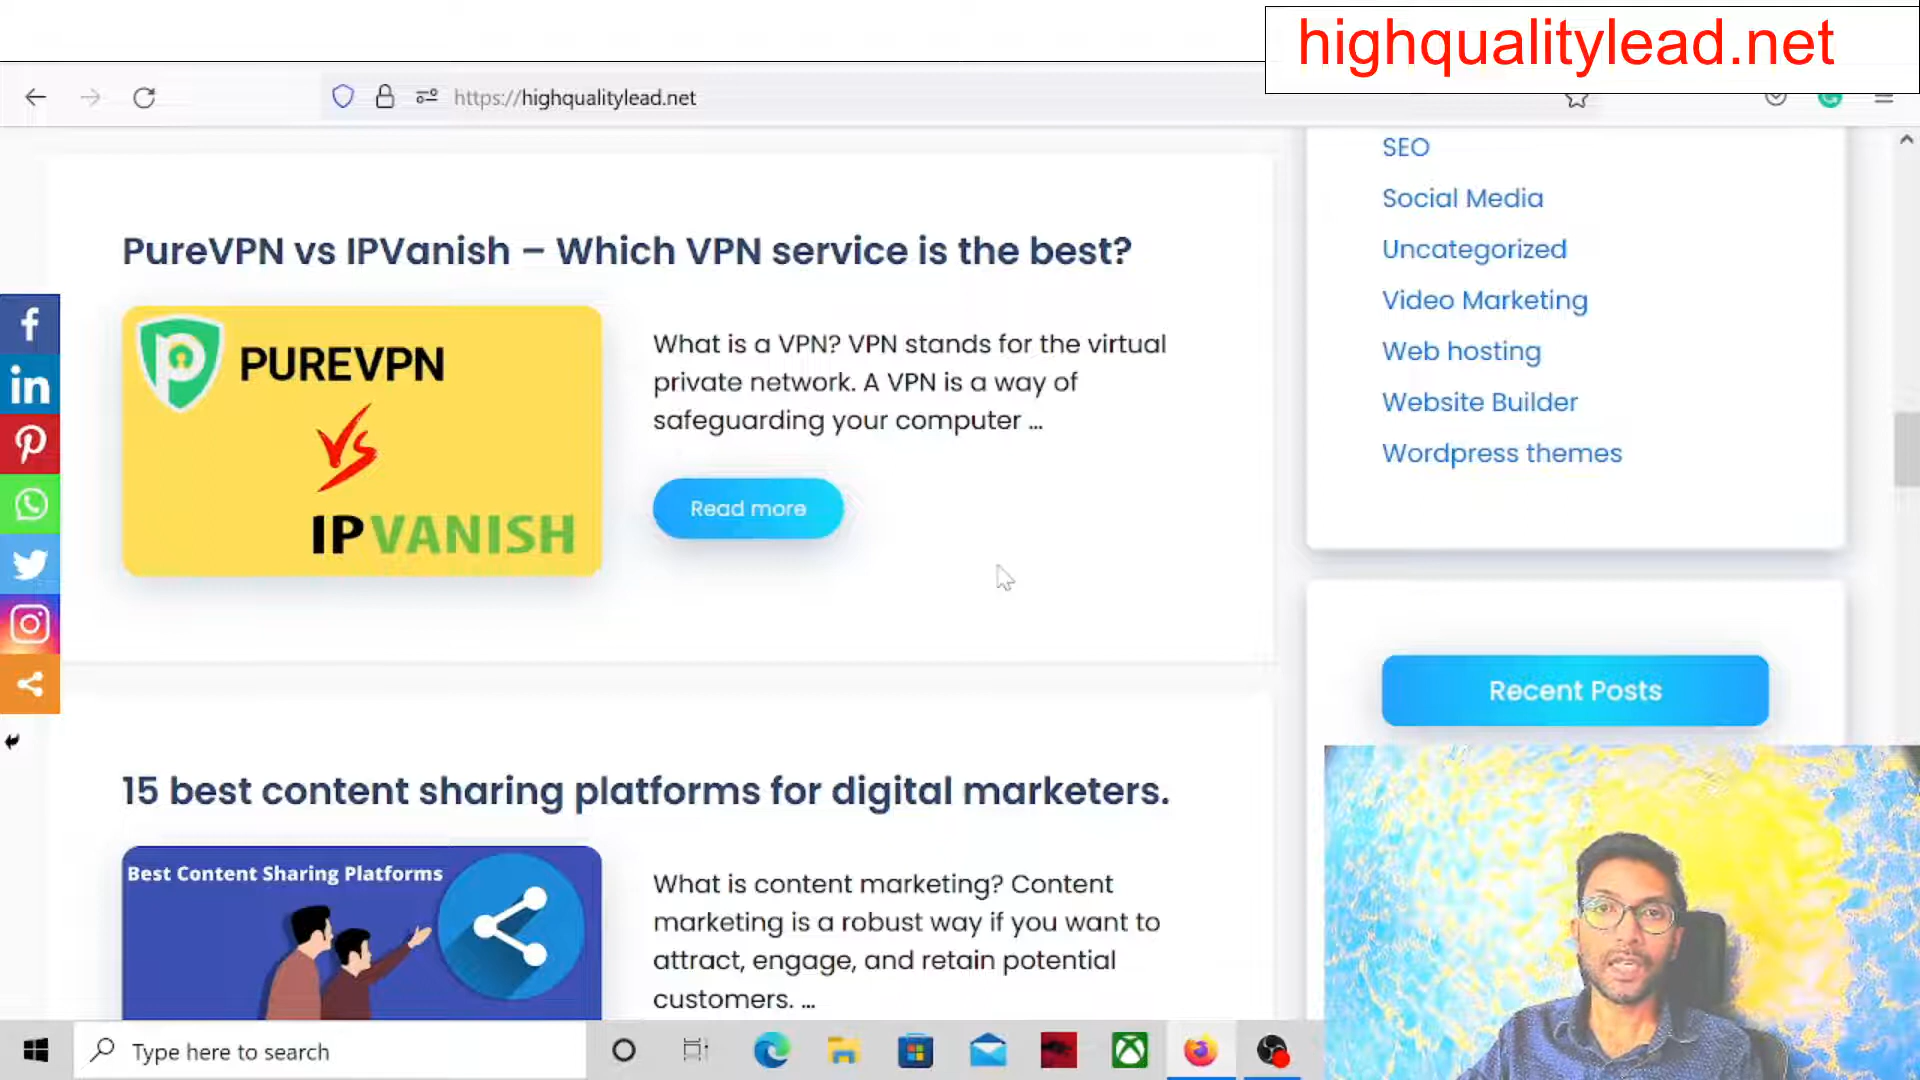 highqualitylead.net
https://highqualitylead.net
PureVPN vs IPVanish – Which VPN service is the best?
PUREVPN
VS
IPVANISH
What is a VPN? VPN stands for the virtual
private network. A VPN is a way of
safeguarding your computer ...
Read more
15 best content sharing platforms for digital marketers.
Best Content Sharing Platforms
What is content marketing? Content
marketing is a robust way if you want to
attract, engage, and retain potential
customers. ...
SEO
Social Media
Uncategorized
Video Marketing
Web hosting
Website Builder
Wordpress themes
Recent Posts
Type here to search